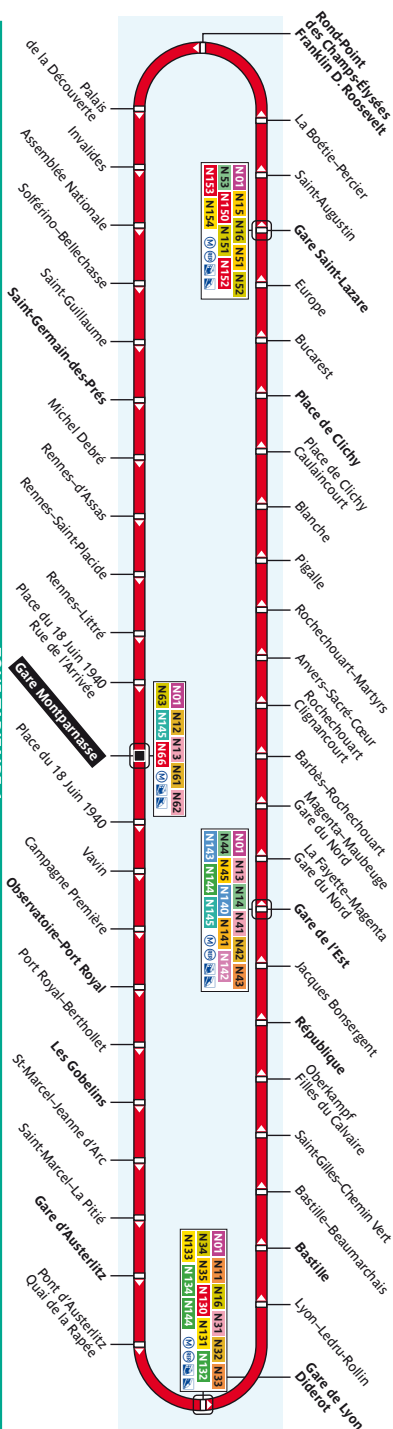 Rond-Point
des Champs-Élysées
Franklin D. Roosevelt
La Boétie–Percier
Saint-Augustin
Gare Saint-Lazare
Europe
Bucarest
Place de Clichy
Place de Clichy
Caulaincourt
Blanche
Pigalle
Rochechouart–Martyrs
Anvers–Sacré-Cœur
Rochechouart
Clignancourt
Barbès–Rochechouart
Magenta–Maubeuge
Gare du Nord
La Fayette–Magenta
Gare du Nord
Gare de l'Est
Jacques Bonsergent
République
Oberkampf
Filles du Calvaire
Saint-Gilles–Chemin Vert
Bastille–Beaumarchais
Bastille
Lyon–Ledru-Rollin
Gare de Lyon
Diderot
N01 N15 N16 N51 N52
N53 N150 N151 N152
N153 N154 M RER
N01 N13 N14 N41 N42 N43
N44 N45 N140 N141 N142
N143 N144 N145 M RER
N01 N11 N16 N31 N32 N33
N34 N35 N130 N131 N132
N133 N134 N144 M RER
N01 N12 N13 N61 N62
N63 N145 N66 M
Palais
de la Découverte
Invalides
Assemblée Nationale
Solférino–Bellechasse
Saint-Guillaume
Saint-Germain-des-Prés
Michel Debré
Rennes–d'Assas
Rennes–Saint-Placide
Rennes–Littré
Place du 18 Juin 1940
Rue de l'Arrivée
Gare Montparnasse
Place du 18 Juin 1940
Vavin
Campagne Première
Observatoire–Port Royal
Port Royal–Berthollet
Les Gobelins
St-Marcel–Jeanne d'Arc
Saint-Marcel–La Pitié
Gare d'Austerlitz
Pont d'Austerlitz
Quai de la Rapée